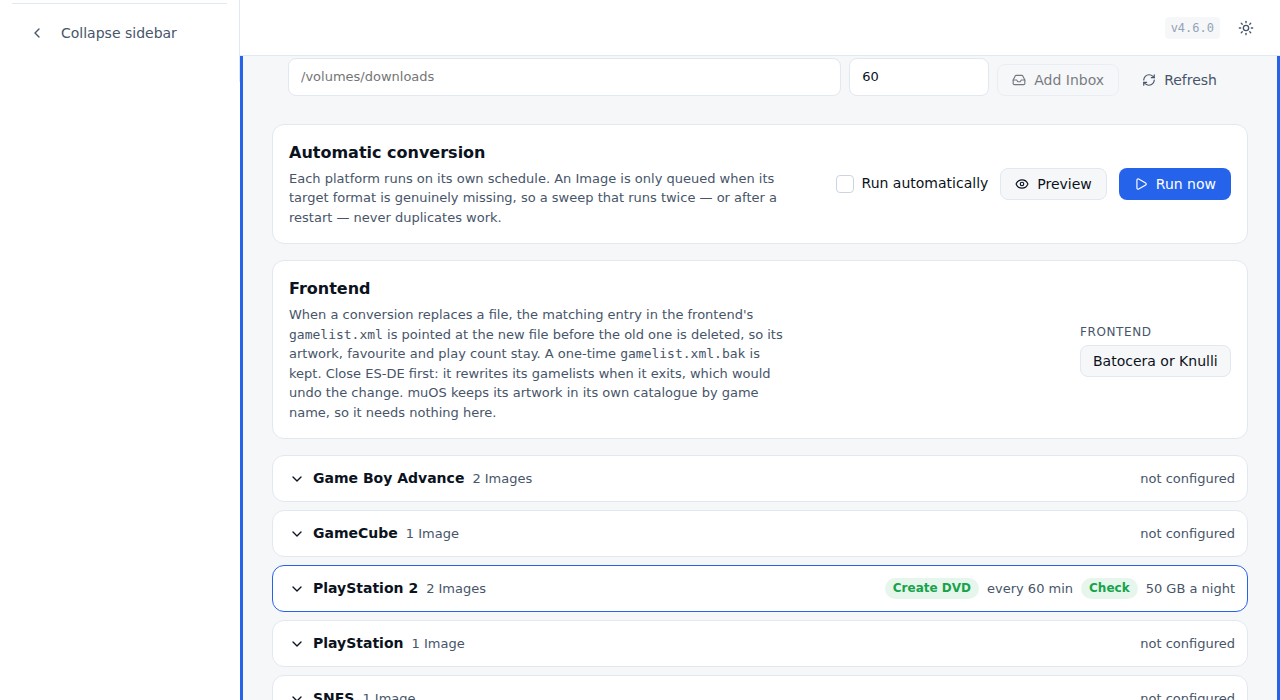 Collapse sidebar
v4.6.0
/volumes/downloads
60
Add Inbox
Refresh
Automatic conversion
Each platform runs on its own schedule. An Image is only queued when its
target format is genuinely missing, so a sweep that runs twice — or after a
restart — never duplicates work.
Run automatically
Preview
Run now
Frontend
When a conversion replaces a file, the matching entry in the frontend's
gamelist.xml is pointed at the new file before the old one is deleted, so its
artwork, favourite and play count stay. A one-time gamelist.xml.bak is
kept. Close ES-DE first: it rewrites its gamelists when it exits, which would
undo the change. muOS keeps its artwork in its own catalogue by game
name, so it needs nothing here.
FRONTEND
Batocera or Knulli
Game Boy Advance 2 Images not configured
GameCube 1 Image not configured
PlayStation 2 2 Images Create DVD every 60 min Check 50 GB a night
PlayStation 1 Image not configured
SNES 1 Image not configured